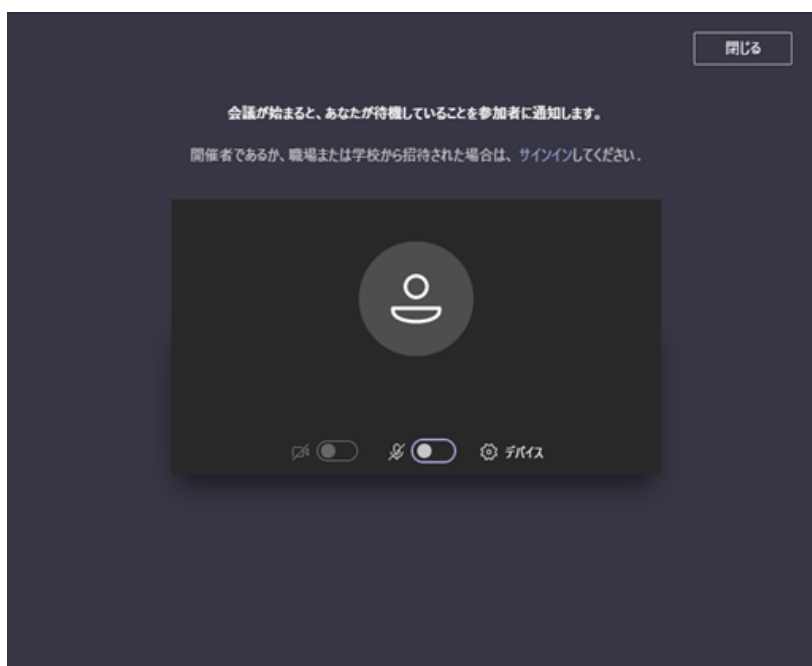 閉じる
会議が始まると、あなたが待機していることを参加者に通知します。
開催者であるか、職場または学校から招待された場合は、サインインしてください.
デバイス